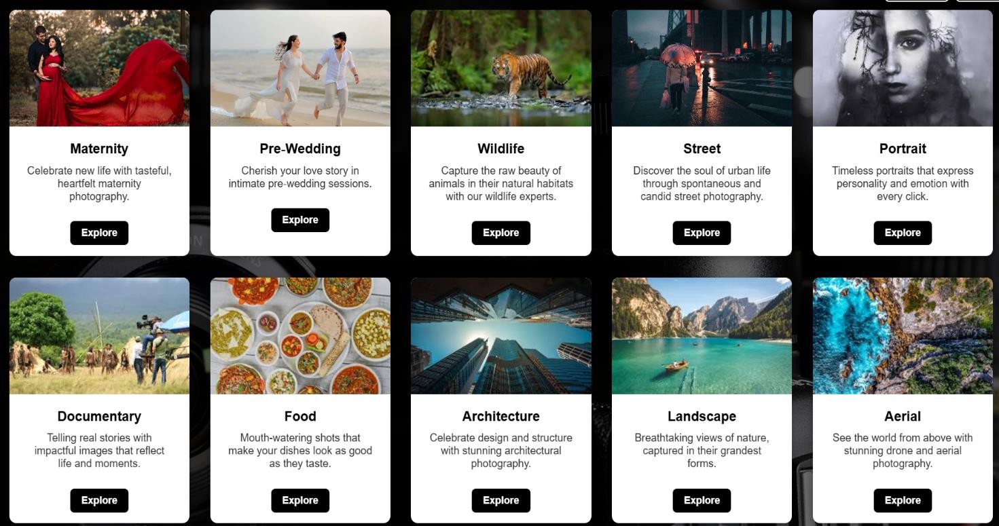 Maternity
Celebrate new life with tasteful,
heartfelt maternity
photography.
Explore
Pre-Wedding
Cherish your love story in
intimate pre-wedding sessions.
Explore
Wildlife
Capture the raw beauty of
animals in their natural habitats
with our wildlife experts.
Explore
Street
Discover the soul of urban life
through spontaneous and
candid street photography.
Explore
Portrait
Timeless portraits that express
personality and emotion with
every click.
Explore
Documentary
Telling real stories with
impactful images that reflect
life and moments.
Explore
Food
Mouth-watering shots that
make your dishes look as good
as they taste.
Explore
Architecture
Celebrate design and structure
with stunning architectural
photography.
Explore
Landscape
Breathtaking views of nature,
captured in their grandest
forms.
Explore
Aerial
See the world from above with
stunning drone and aerial
photography.
Explore